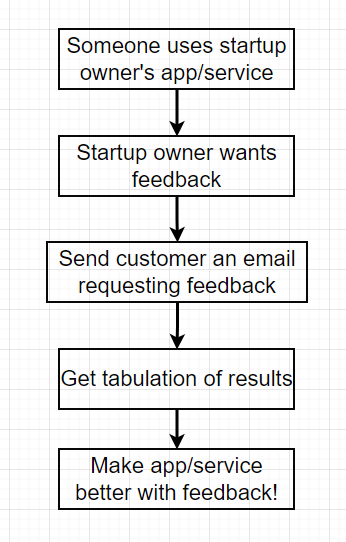 Someone uses startup
owner's app/service
Startup owner wants
feedback
Send customer an email
requesting feedback
Get tabulation of results
Make app/service
better with feedback!